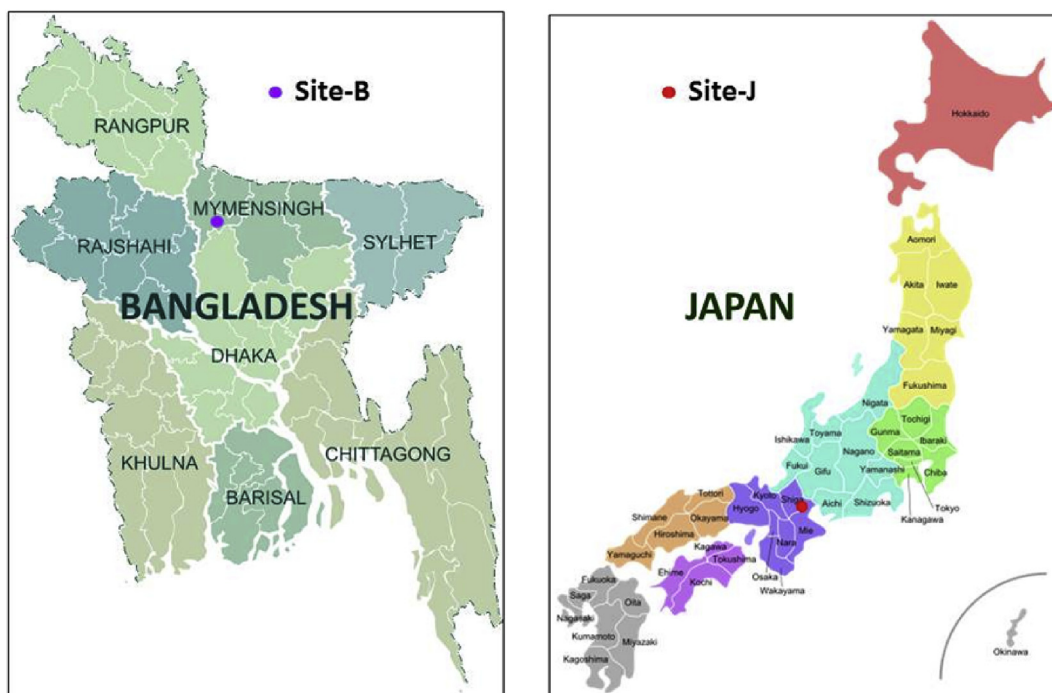 Site-B
RANGPUR
MYMENSINGH
RAJSHAHI
SYLHET
BANGLADESH
DHAKA
KHULNA
CHITTAGONG
BARISAL
Site-J
Hokkaido
JAPAN
Aomori
Akita
Iwate
Yamagata
Miyagi
Fukushima
Nigata
Tochigi
Gunma
Ibaraki
Toyama
Ishikawa
Nagano
Saitama
Fukui
Gifu
Yamanashi
Chiba
Tottori
Kyoto
Shiga
Hyogo
Aichi
Shizuoka
Tokyo
Kanagawa
Shimane
Okayama
Mie
Hiroshima
Nara
Kagawa
Yamaguchi
Tokushima
Osaka
Ehime
Kochi
Wakayama
Fukuoka
Saga
Oita
Nagasaki
Kumamoto
Miyazaki
Kagoshima
Okinawa